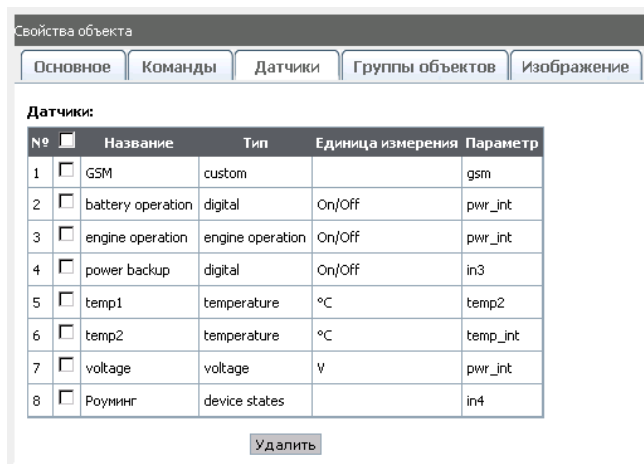 Свойства объекта
Основное Команды Датчики Группы объектов Изображение
Датчики:
№ Название Тип Единица измерения Параметр
1 GSM custom gsm
2 battery operation digital On/Off pwr_int
3 engine operation engine operation On/Off pwr_int
4 power backup digital On/Off in3
5 temp1 temperature °C temp2
6 temp2 temperature °C temp_int
7 voltage voltage V pwr_int
8 Роуминг device states in4
Удалить